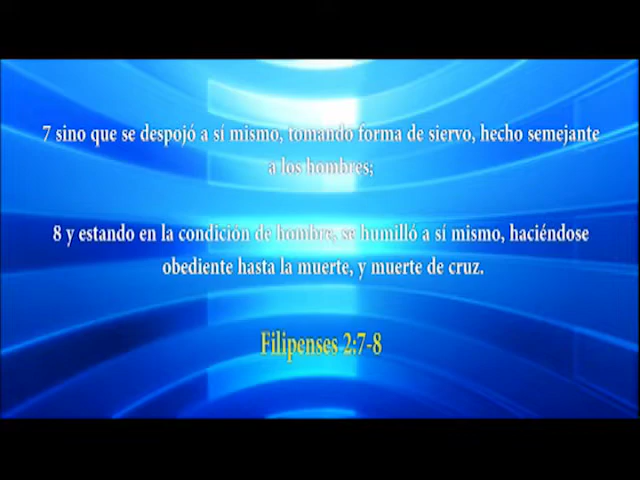 7 sino que se despojó a sí mismo, tomando forma de siervo, hecho semejante
a los hombres;
8 y estando en la condición de hombre, se humilló a sí mismo, haciéndose
obediente hasta la muerte, y muerte de cruz.
Filipenses 2:7-8